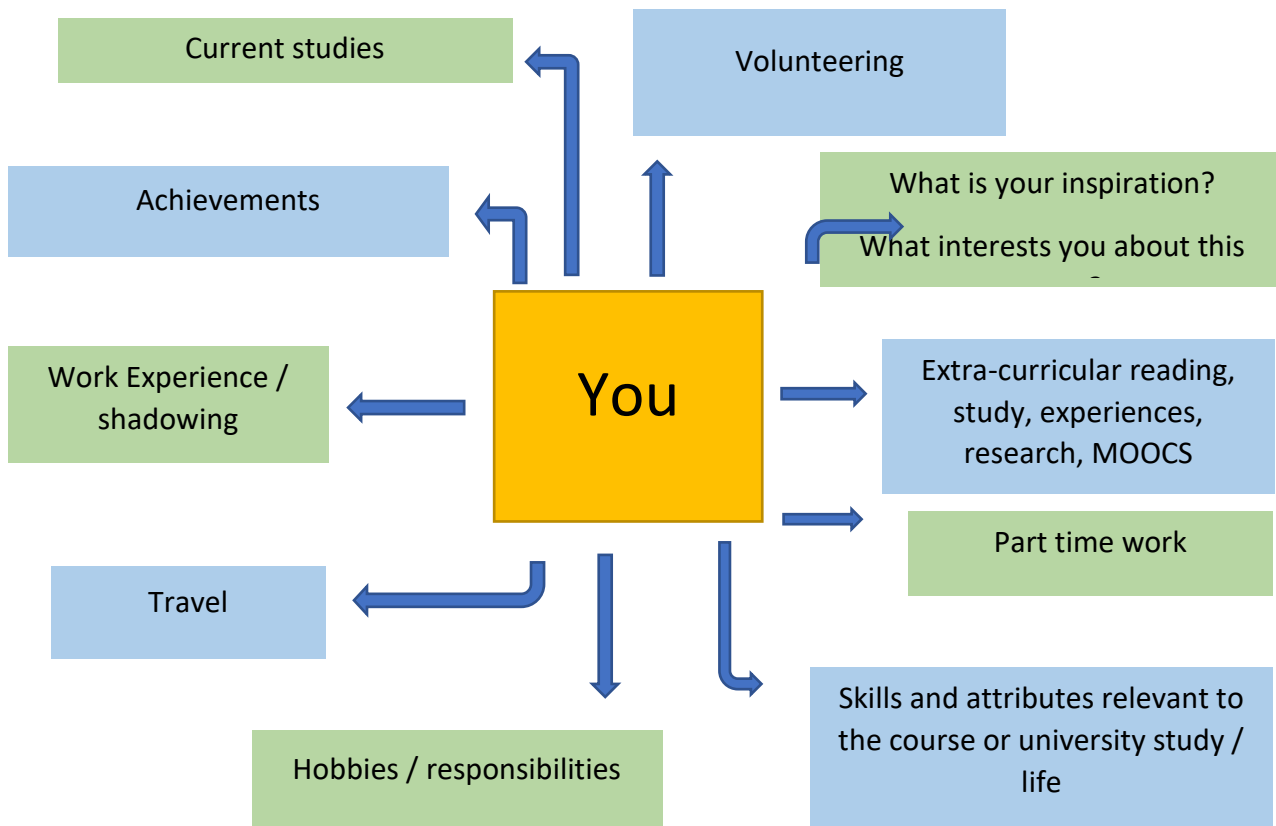 Current studies
Volunteering
Achievements
What is your inspiration?
What interests you about this
Work Experience /
shadowing
You
Extra-curricular reading,
study, experiences,
research, MOOCS
Part time work
Travel
Skills and attributes relevant to
the course or university study /
life
Hobbies / responsibilities